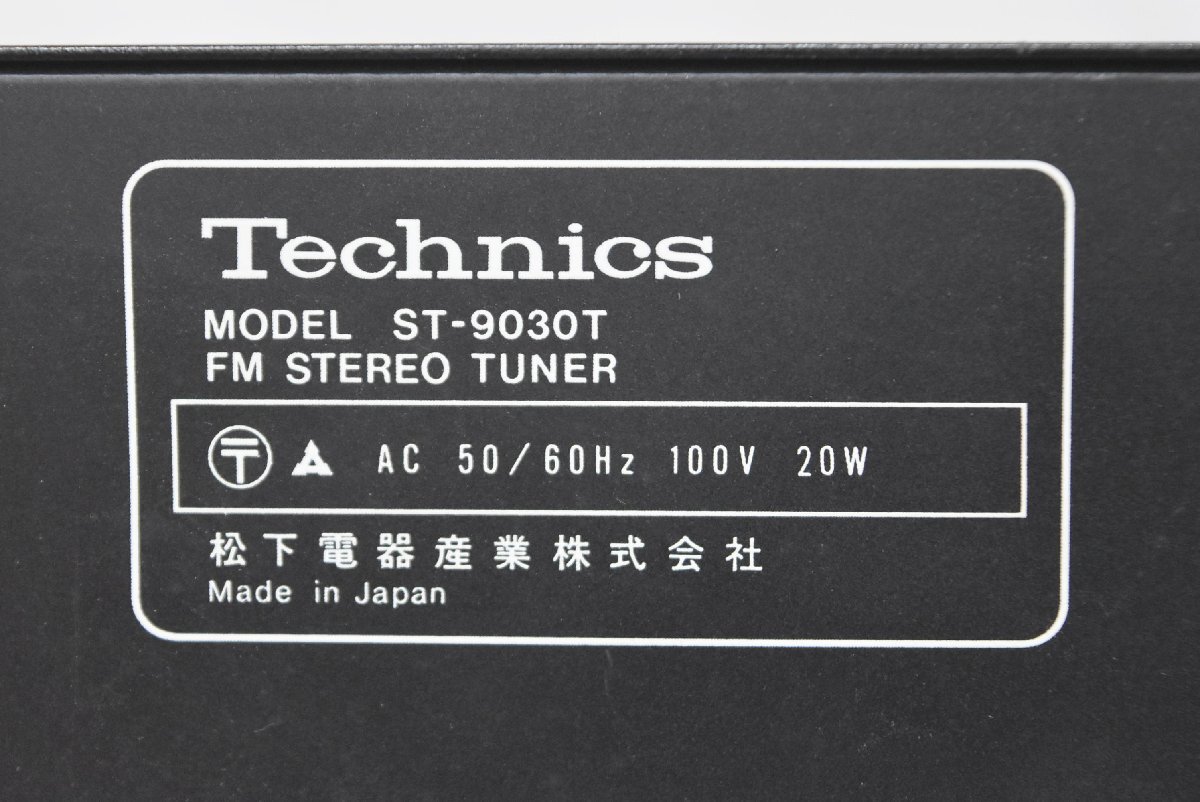 Technics
MODEL ST-9030T
FM STEREO TUNER
〒 AC 50/60Hz 100V 20W
松下電器産業株式会社
Made in Japan